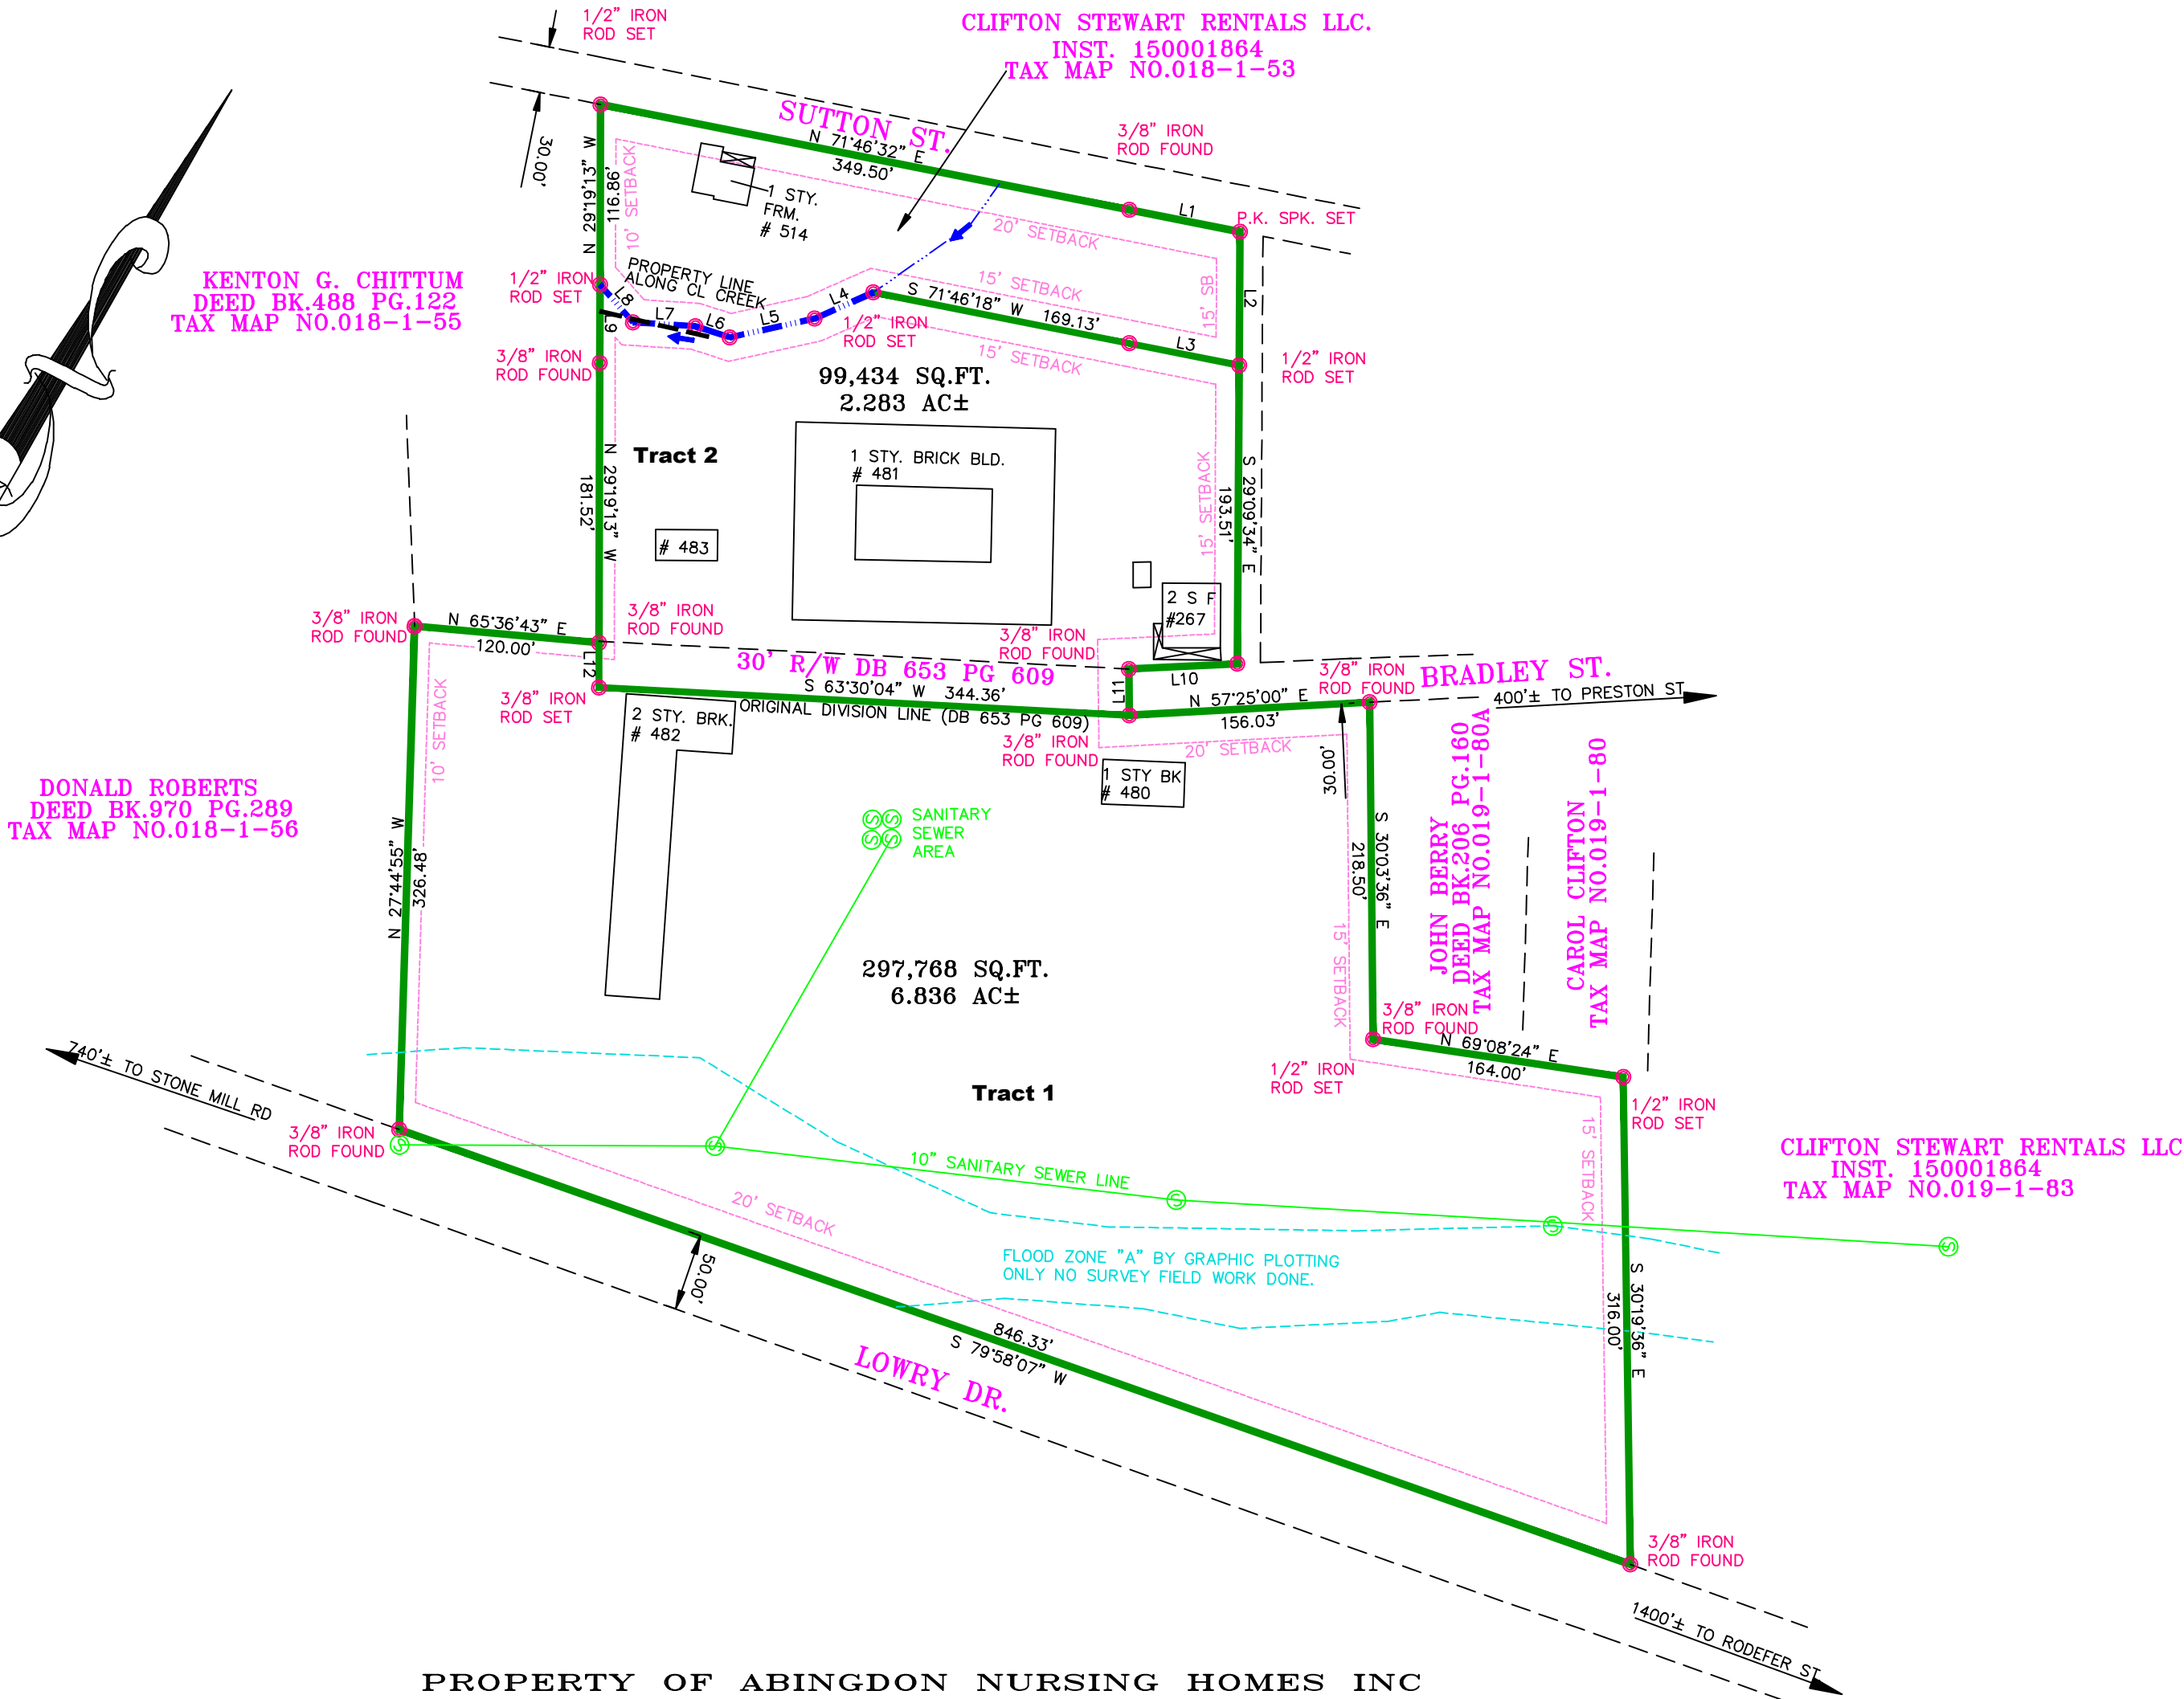 1/2" IRON
ROD SET
CLIFTON STEWART RENTALS LLC.
INST. 150001864
TAX MAP NO.018-1-53
SUTTON ST.
N 71°46'32" E
349.50'
3/8" IRON
ROD FOUND
30.00'
N 29°19'13" W
116.86'
10' SETBACK
1 STY.
FRM.
# 514
20' SETBACK
L1
P.K. SPK. SET
KENTON G. CHITTUM
DEED BK.488 PG.122
TAX MAP NO.018-1-55
1/2" IRON
ROD SET
PROPERTY LINE
ALONG CL CREEK
L8
L7
L6
L5
L4
L9
15' SETBACK
15' SB
L2
S 71°46'18" W 169.13'
L3
1/2" IRON
ROD SET
15' SETBACK
1/2" IRON
ROD SET
3/8" IRON
ROD FOUND
99,434 SQ.FT.
2.283 AC±
Tract 2
1 STY. BRICK BLD.
# 481
N 29°19'13" W
181.52'
# 483
15' SETBACK
S 29°09'34" E
193.51'
2 S F
#267
3/8" IRON
ROD FOUND
N 65°36'43" E
120.00'
3/8" IRON
ROD FOUND
3/8" IRON
ROD FOUND
L12
30' R/W DB 653 PG 609
S 63°30'04" W 344.36'
ORIGINAL DIVISION LINE (DB 653 PG 609)
L11
L10
3/8" IRON
ROD FOUND
BRADLEY ST.
400'± TO PRESTON ST
N 57°25'00" E
156.03'
3/8" IRON
ROD SET
2 STY. BRK.
# 482
3/8" IRON
ROD FOUND
20' SETBACK
30.00'
1 STY BK
# 480
10' SETBACK
DONALD ROBERTS
DEED BK.970 PG.289
TAX MAP NO.018-1-56
N 27°44'55" W
326.48'
SANITARY
SEWER
AREA
S
S
S
S
S 30°03'36" E
218.50'
15' SETBACK
JOHN BERRY
DEED BK.206 PG.160
TAX MAP NO.019-1-80A
CAROL CLIFTON
TAX MAP NO.019-1-80
297,768 SQ.FT.
6.836 AC±
3/8" IRON
ROD FOUND
N 69°08'24" E
164.00'
1/2" IRON
ROD SET
740'± TO STONE MILL RD
Tract 1
1/2" IRON
ROD SET
3/8" IRON
ROD FOUND
S
S
S
S
S
10" SANITARY SEWER LINE
15' SETBACK
CLIFTON STEWART RENTALS LLC
INST. 150001864
TAX MAP NO.019-1-83
20' SETBACK
50.00'
FLOOD ZONE "A" BY GRAPHIC PLOTTING
ONLY NO SURVEY FIELD WORK DONE.
S 30°19'36" E
316.00'
846.33'
S 79°58'07" W
LOWRY DR.
3/8" IRON
ROD FOUND
1400'± TO RODEFER ST
PROPERTY OF ABINGDON NURSING HOMES INC